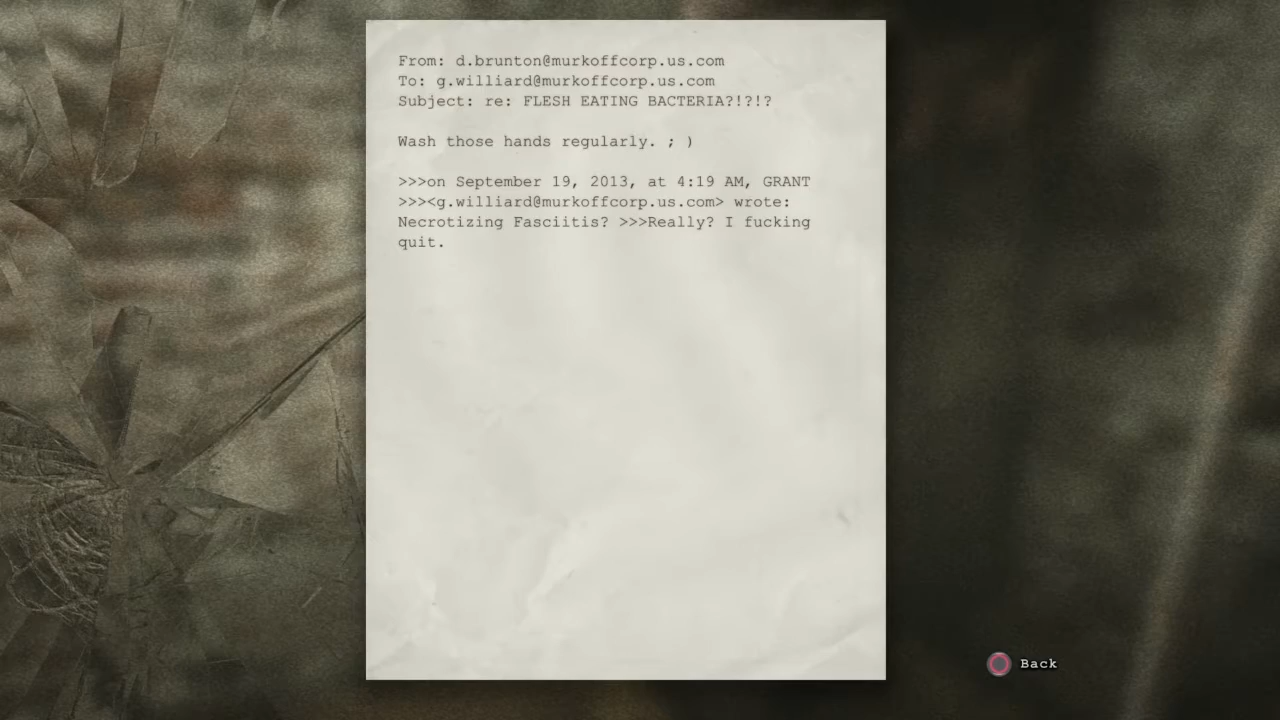 From: d.brunton@murkoffcorp.us.com
To: g.williard@murkoffcorp.us.com
Subject: re: FLESH EATING BACTERIA?!?!?
Wash those hands regularly. ; )
>>>on September 19, 2013, at 4:19 AM, GRANT
>>><g.williard@murkoffcorp.us.com> wrote:
Necrotizing Fasciitis? >>>Really? I fucking
quit.
Back